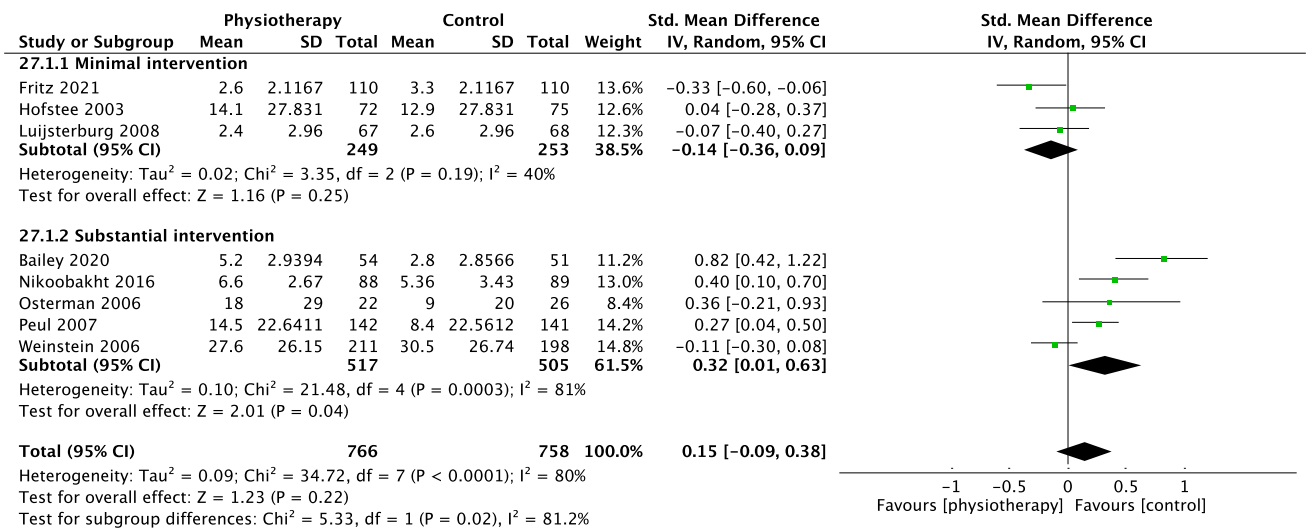 Physiotherapy Control Std. Mean Difference Std. Mean Difference
Study or Subgroup Mean SD Total Mean SD Total Weight IV, Random, 95% CI IV, Random, 95% CI
27.1.1 Minimal intervention
Fritz 2021 2.6 2.1167 110 3.3 2.1167 110 13.6% −0.33 [−0.60, −0.06]
Hofstee 2003 14.1 27.831 72 12.9 27.831 75 12.6% 0.04 [−0.28, 0.37]
Luijsterburg 2008 2.4 2.96 67 2.6 2.96 68 12.3% −0.07 [−0.40, 0.27]
Subtotal (95% CI) 249 253 38.5% −0.14 [−0.36, 0.09]
Heterogeneity: Tau² = 0.02; Chi² = 3.35, df = 2 (P = 0.19); I² = 40%
Test for overall effect: Z = 1.16 (P = 0.25)
27.1.2 Substantial intervention
Bailey 2020 5.2 2.9394 54 2.8 2.8566 51 11.2% 0.82 [0.42, 1.22]
Nikoobakht 2016 6.6 2.67 88 5.36 3.43 89 13.0% 0.40 [0.10, 0.70]
Osterman 2006 18 29 22 9 20 26 8.4% 0.36 [−0.21, 0.93]
Peul 2007 14.5 22.6411 142 8.4 22.5612 141 14.2% 0.27 [0.04, 0.50]
Weinstein 2006 27.6 26.15 211 30.5 26.74 198 14.8% −0.11 [−0.30, 0.08]
Subtotal (95% CI) 517 505 61.5% 0.32 [0.01, 0.63]
Heterogeneity: Tau² = 0.10; Chi² = 21.48, df = 4 (P = 0.0003); I² = 81%
Test for overall effect: Z = 2.01 (P = 0.04)
Total (95% CI) 766 758 100.0% 0.15 [−0.09, 0.38]
Heterogeneity: Tau² = 0.09; Chi² = 34.72, df = 7 (P < 0.0001); I² = 80%
Test for overall effect: Z = 1.23 (P = 0.22)
Test for subgroup differences: Chi² = 5.33, df = 1 (P = 0.02), I² = 81.2%
−1 −0.5 0 0.5 1
Favours [physiotherapy] Favours [control]